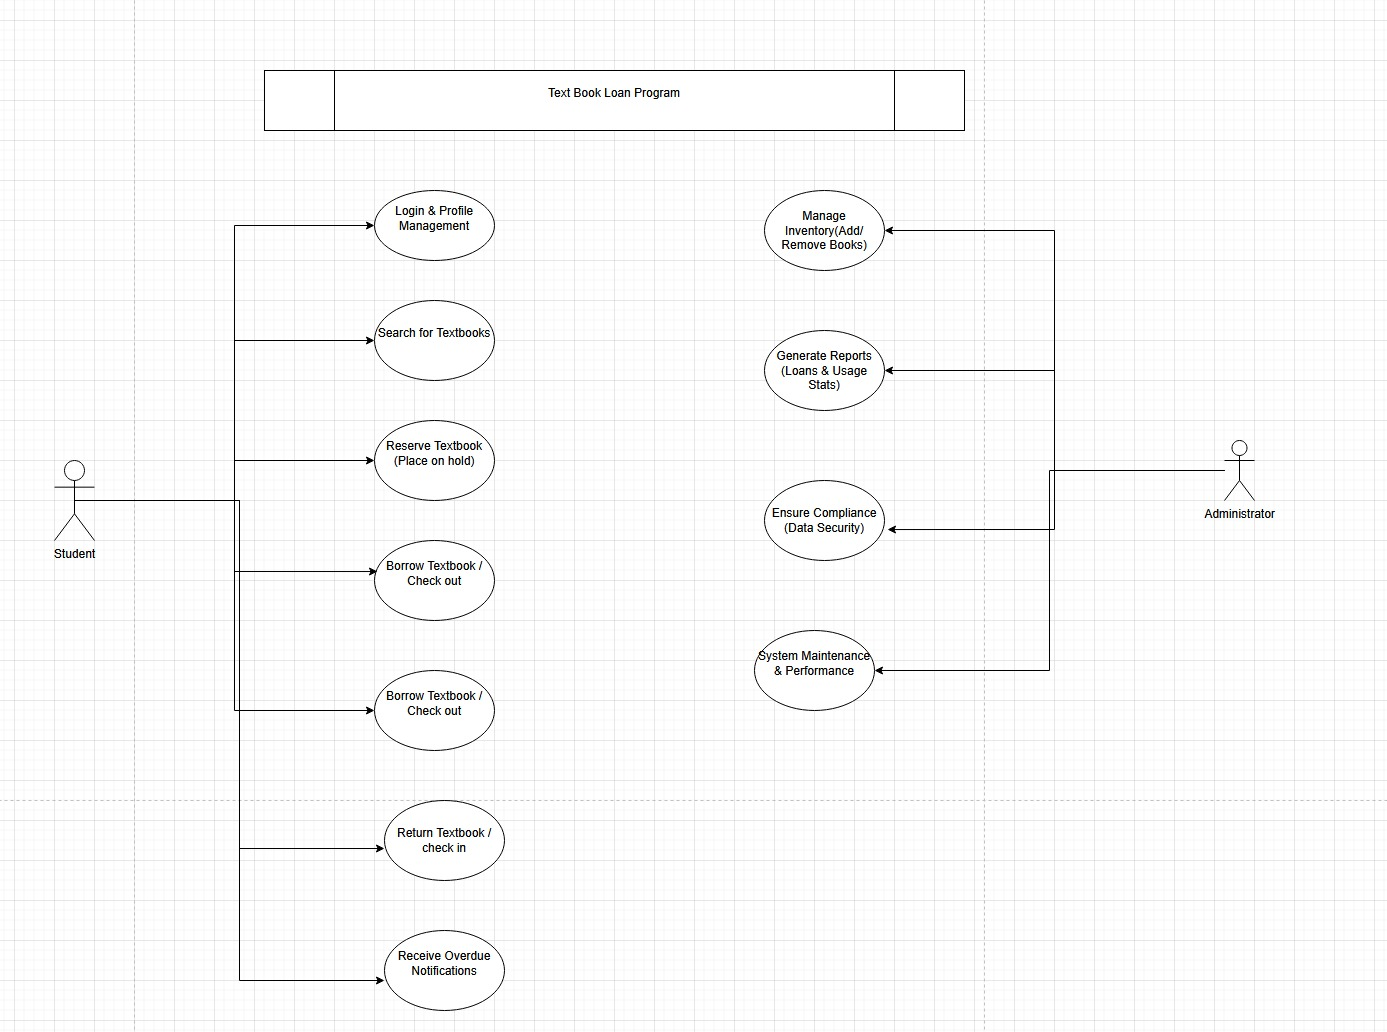 Text Book Loan Program
Login & Profile
Management
Search for Textbooks
Reserve Textbook
(Place on hold)
Student
Borrow Textbook /
Check out
Borrow Textbook /
Check out
Return Textbook /
check in
Receive Overdue
Notifications
Manage
Inventory(Add/
Remove Books)
Generate Reports
(Loans & Usage
Stats)
Ensure Compliance
(Data Security)
System Maintenance
& Performance
Administrator